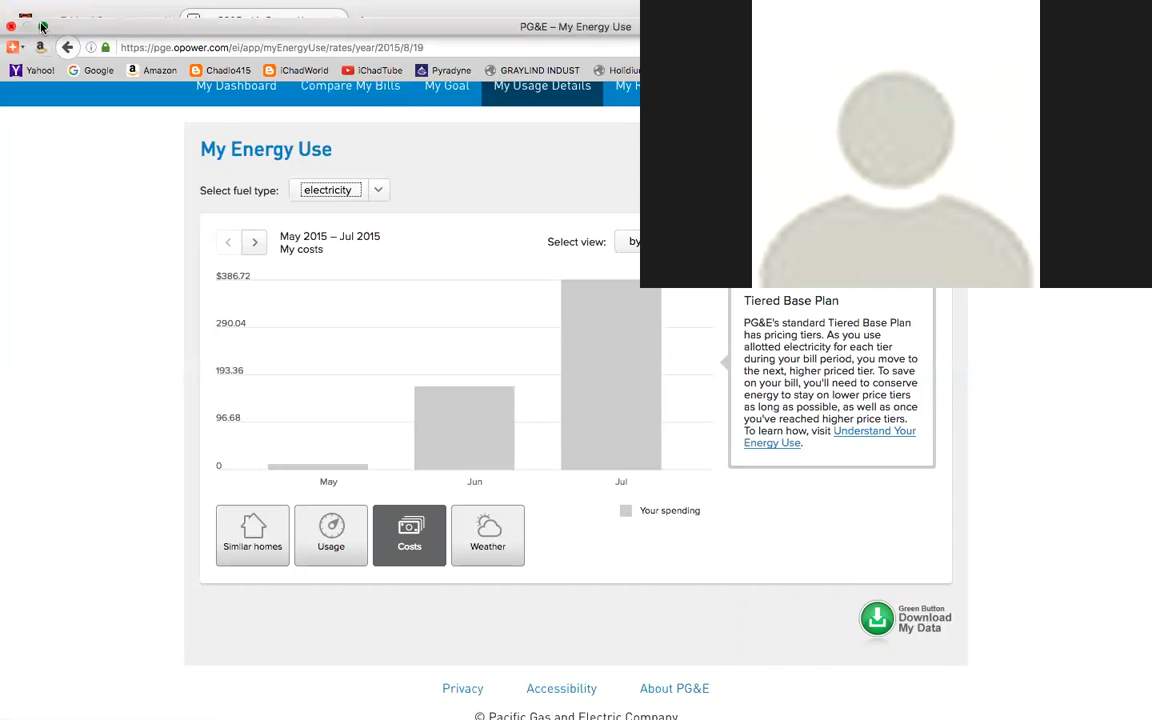 PG&E – My Energy Use
https://pge.opower.com/ei/app/myEnergyUse/rates/year/2015/8/19
Yahoo! Google Amazon Chadlo415 iChadWorld iChadTube Pyradyne GRAYLIND INDUST
My Dashboard Compare My Bills My Goal My Usage Details
My Energy Use
Select fuel type: electricity
May 2015 – Jul 2015
My costs
Select view: by
$386.72
290.04
193.36
96.68
0
May Jun Jul
Your spending
Similar homes Usage Costs Weather
Tiered Base Plan
PG&E's standard Tiered Base Plan
has pricing tiers. As you use
allotted electricity for each tier
during your bill period, you move to
the next, higher priced tier. To save
on your bill, you'll need to conserve
energy to stay on lower price tiers
as long as possible, as well as once
you've reached higher price tiers.
To learn how, visit Understand Your
Energy Use.
Green Button
Download
My Data
Privacy Accessibility About PG&E
© Pacific Gas and Electric Company